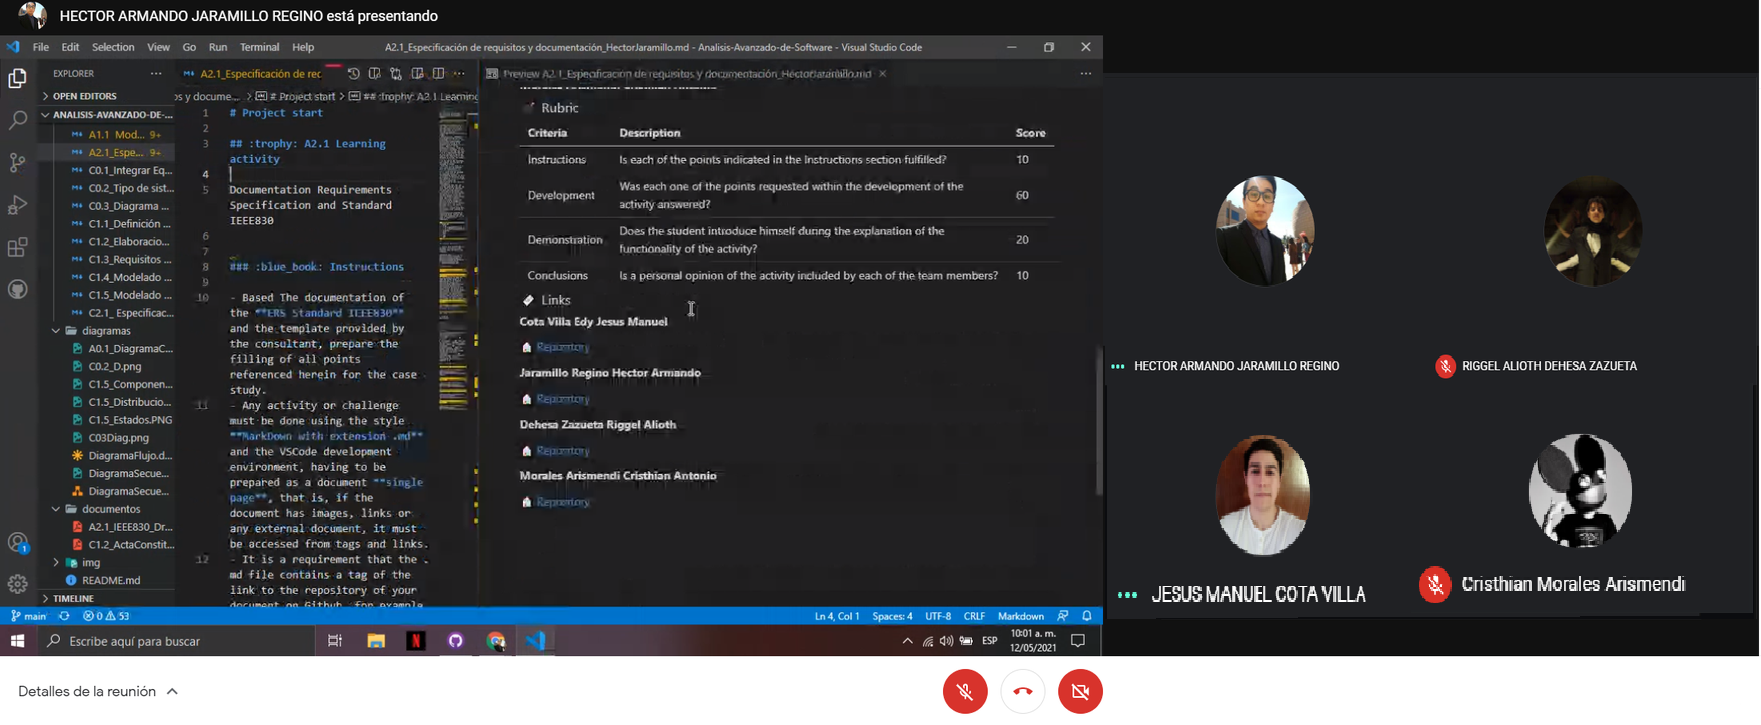 HECTOR ARMANDO JARAMILLO REGINO está presentando
File Edit Selection View Go Run Terminal Help
A2.1_Especificación de requisitos y documentación_HectorJaramillo.md - Analisis-Avanzado-de-Software - Visual Studio Code
EXPLORER
OPEN EDITORS
ANALISIS-AVANZADO-DE-...
A1.1 Mod... 9+
A2.1_Espe... 9+
C0.1_Integrar Eq...
C0.2_Tipo de sist...
C0.3_Diagrama ...
C1.1_Definición ...
C1.2_Elaboracio...
C1.3_Requisitos ...
C1.4_Modelado ...
C1.5_Modelado ...
C2.1_ Especificac...
diagramas
A0.1_DiagramaC...
C0.2_D.png
C1.5_Componen...
C1.5_Distribucio...
C1.5_Estados.PNG
C03Diag.png
DiagramaFlujo.d...
DiagramaSecue...
DiagramaSecue...
documentos
A2.1_IEEE830_Dr...
C1.2_ActaConstit...
img
README.md
TIMELINE
A2.1_Especificación de rec
s y docume... > # Project start > ## :trophy: A2.1 Learning
1 # Project start
2
3 ## :trophy: A2.1 Learning
activity
4
5 Documentation Requirements
Specification and Standard
IEEE830
6
7
8 ### :blue_book: Instructions
9
10 - Based The documentation of
the **ERS Standard IEEE830**
and the template provided by
the consultant, prepare the
filling of all points
referenced herein for the case
study.
11 - Any activity or challenge
must be done using the style
**MarkDown with extension .md**
and the VSCode development
environment, having to be
prepared as a document **single
page**, that is, if the
document has images, links or
any external document, it must
be accessed from tags and links.
12 - It is a requirement that the .
md file contains a tag of the
link to the repository of your
document on Github, for example
Preview A2.1_Especificación de requisitos y documentación_HectorJaramillo.md
Rubric
Criteria Description Score
Instructions Is each of the points indicated in the Instructions section fulfilled? 10
Development Was each one of the points requested within the development of the
activity answered? 60
Demonstration Does the student introduce himself during the explanation of the
functionality of the activity? 20
Conclusions Is a personal opinion of the activity included by each of the team members? 10
Links
Cota Villa Edy Jesus Manuel
Repository
Jaramillo Regino Hector Armando
Repository
Dehesa Zazueta Riggel Alioth
Repository
Morales Arismendi Cristhian Antonio
Repository
main 0 53
Ln 4, Col 1 Spaces: 4 UTF-8 CRLF Markdown
Escribe aquí para buscar
ESP
10:01 a. m.
12/05/2021
HECTOR ARMANDO JARAMILLO REGINO
RIGGEL ALIOTH DEHESA ZAZUETA
JESUS MANUEL COTA VILLA
Cristhian Morales Arismendi
Detalles de la reunión